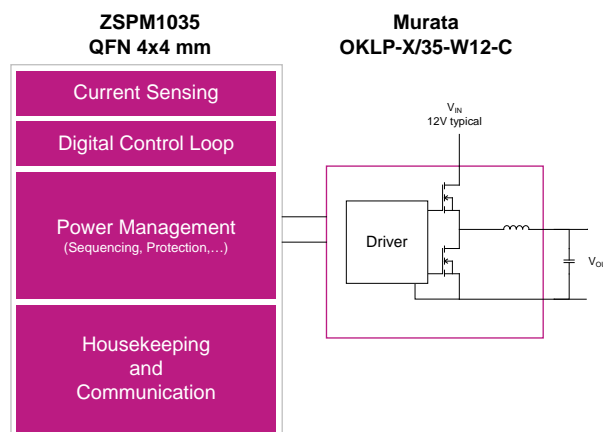 ZSPM1035
QFN 4x4 mm
Murata
OKLP-X/35-W12-C
Current Sensing
Digital Control Loop
Power Management
(Sequencing, Protection,…)
Housekeeping
and
Communication
VIN
12V typical
Driver
VOU